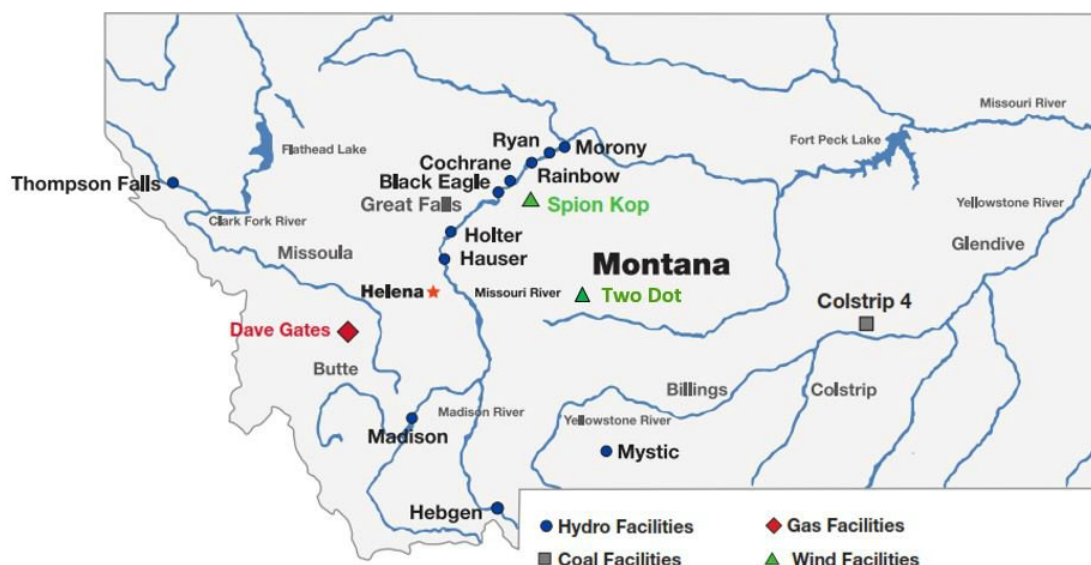 Missouri River
Ryan
Morony
Fort Peck Lake
Flathead Lake
Cochrane
Rainbow
Thompson Falls
Black Eagle
Great Falls
Spion Kop
Yellowstone River
Clark Fork River
Holter
Glendive
Missoula
Hauser
Montana
Helena
Missouri River
Two Dot
Colstrip 4
Dave Gates
Butte
Billings
Colstrip
Madison River
Yellowstone River
Madison
Mystic
Hebgen
Hydro Facilities
Gas Facilities
Coal Facilities
Wind Facilities